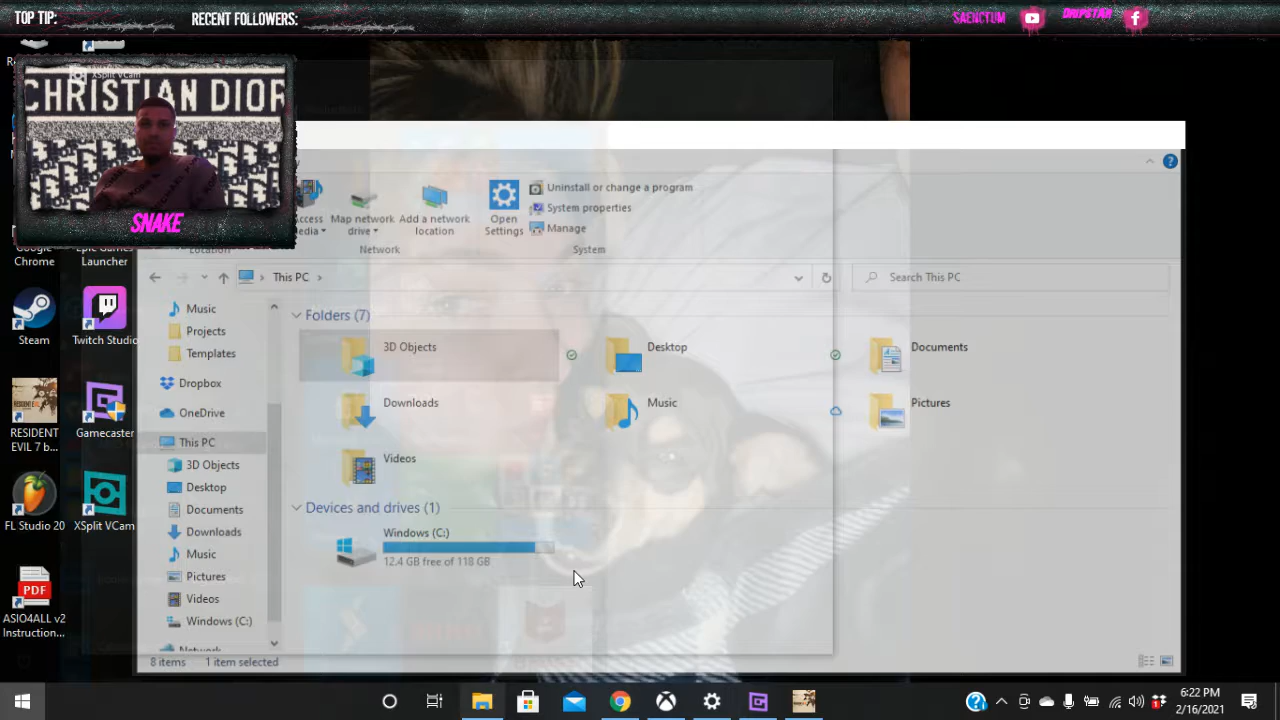 TOP TIP:
RECENT FOLLOWERS:
SAENCTUM
DRIPSTAR
XSplit VCam
CHRISTIAN DIOR
SNAKE
Uninstall or change a program
System properties
Manage
Access media
Map network drive
Add a network location
Open Settings
Location
Network
System
This PC
Search This PC
Google Chrome
Epic Games Launcher
Steam
Twitch Studio
RESIDENT EVIL 7 b...
Gamecaster
FL Studio 20
XSplit VCam
ASIO4ALL v2 Instruction...
Music
Projects
Templates
Dropbox
OneDrive
This PC
3D Objects
Desktop
Documents
Downloads
Music
Pictures
Videos
Windows (C:)
Network
Folders (7)
3D Objects
Desktop
Documents
Downloads
Music
Pictures
Videos
Devices and drives (1)
Windows (C:)
12.4 GB free of 118 GB
8 items
1 item selected
6:22 PM
2/16/2021